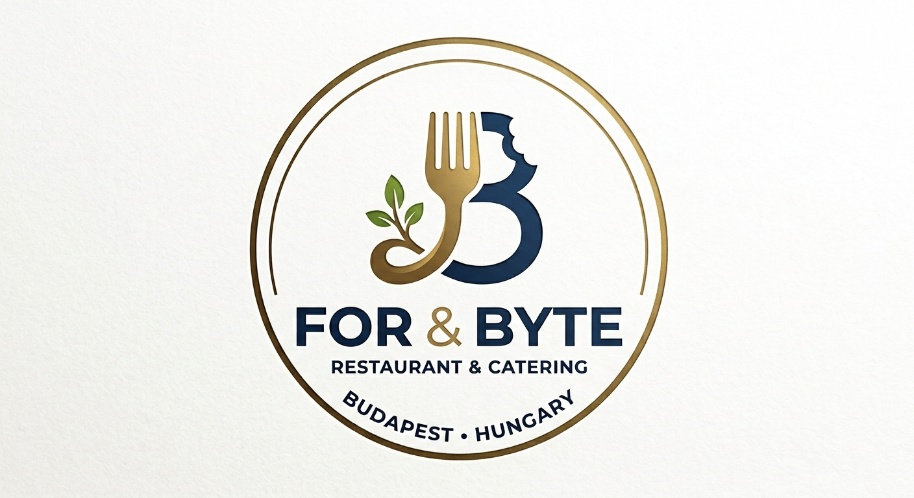 FOR & BYTE
RESTAURANT & CATERING
BUDAPEST • HUNGARY